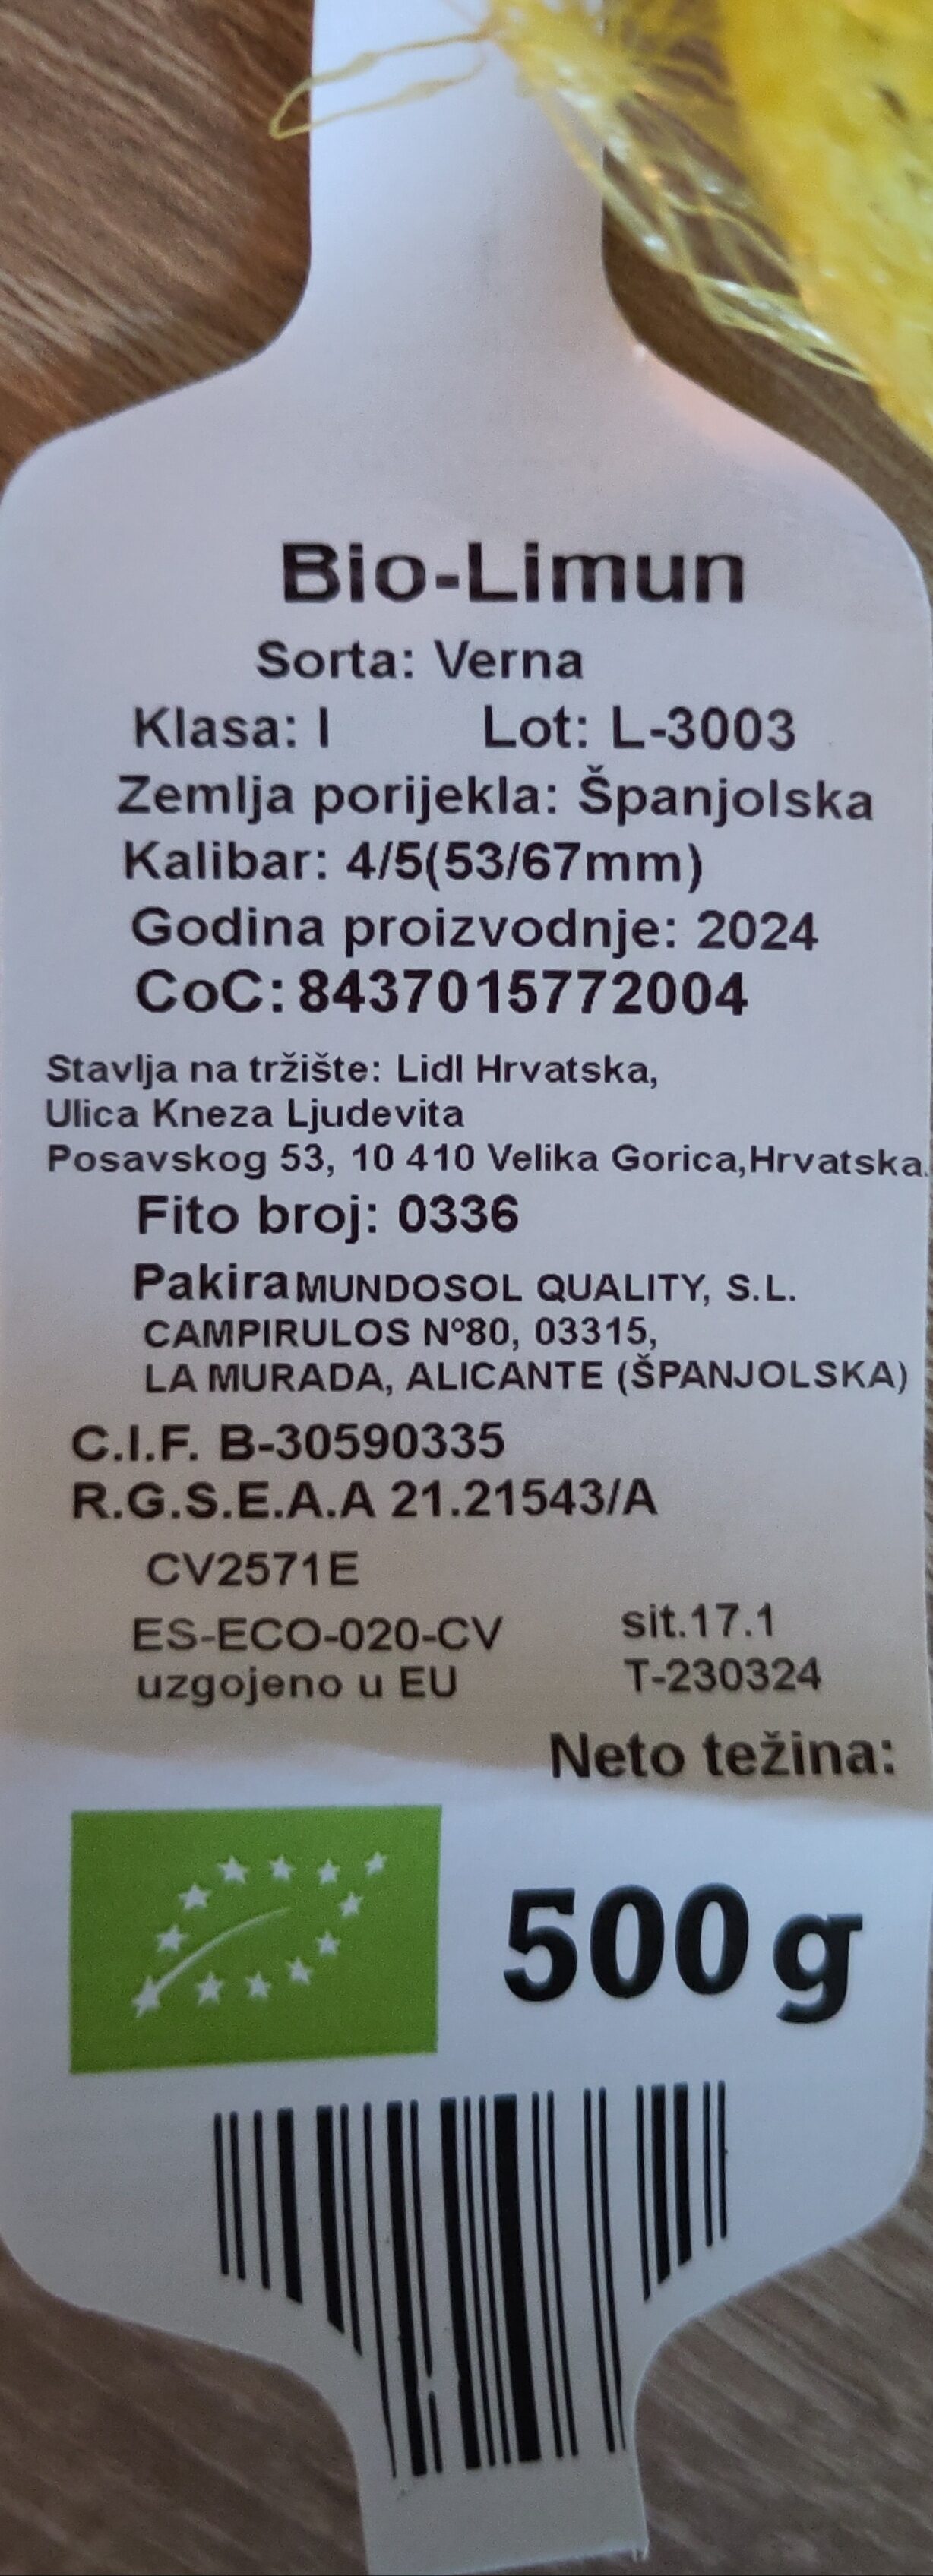 Bio-Limun
Sorta: Verna
Klasa: I Lot: L-3003
Zemlja porijekla: Španjolska
Kalibar: 4/5(53/67mm)
Godina proizvodnje: 2024
CoC: 8437015772004
Stavlja na tržište: Lidl Hrvatska,
Ulica Kneza Ljudevita
Posavskog 53, 10 410 Velika Gorica,Hrvatska.
Fito broj: 0336
Pakira MUNDOSOL QUALITY, S.L.
CAMPIRULOS Nº80, 03315,
LA MURADA, ALICANTE (ŠPANJOLSKA)
C.I.F. B-30590335
R.G.S.E.A.A 21.21543/A
CV2571E
ES-ECO-020-CV sit.17.1
uzgojeno u EU T-230324
Neto težina:
500 g